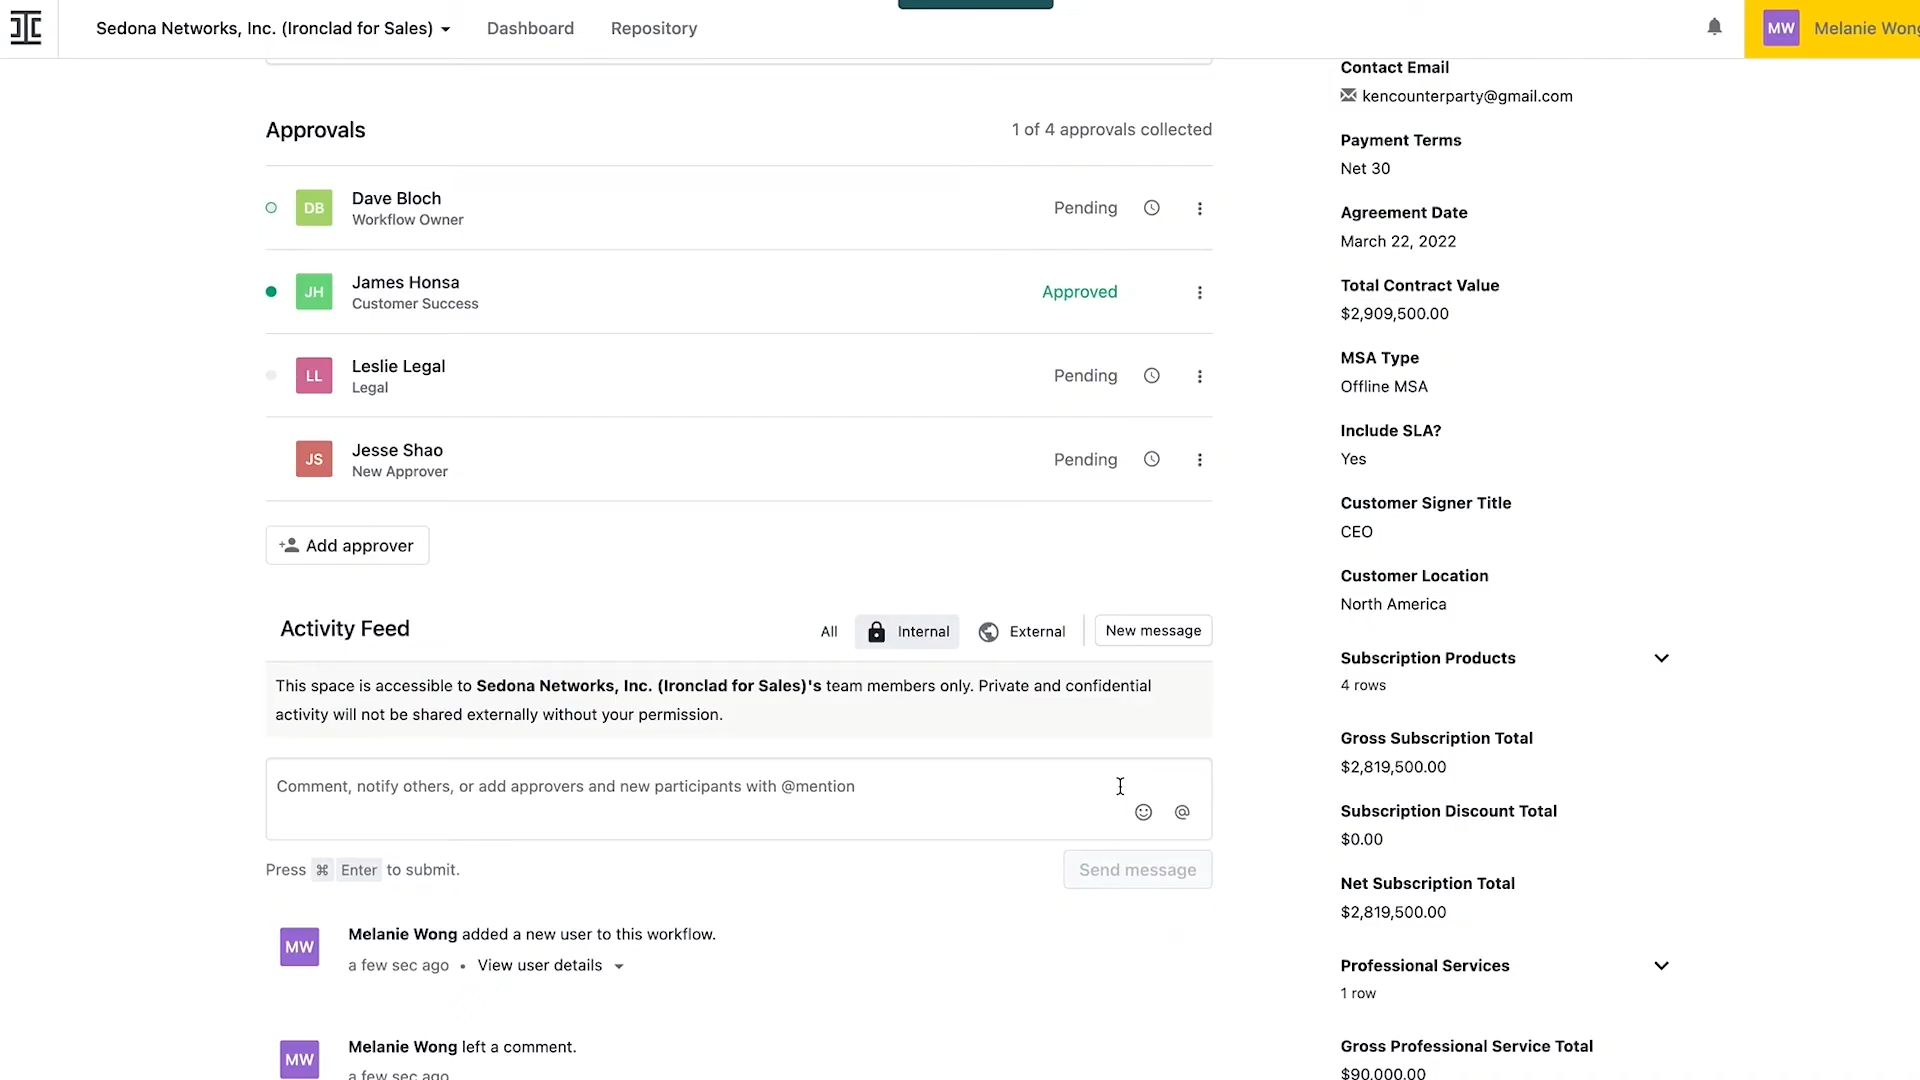 Sedona Networks, Inc. (Ironclad for Sales)
Dashboard
Repository
MW
Melanie Wong
Approvals
1 of 4 approvals collected
DB
Dave Bloch
Workflow Owner
Pending
JH
James Honsa
Customer Success
Approved
LL
Leslie Legal
Legal
Pending
JS
Jesse Shao
New Approver
Pending
Add approver
Activity Feed
All
Internal
External
New message
This space is accessible to Sedona Networks, Inc. (Ironclad for Sales)'s team members only. Private and confidential
activity will not be shared externally without your permission.
Comment, notify others, or add approvers and new participants with @mention
@
Press ⌘ Enter to submit.
Send message
MW
Melanie Wong added a new user to this workflow.
a few sec ago • View user details
MW
Melanie Wong left a comment.
a few sec ago
Contact Email
kencounterparty@gmail.com
Payment Terms
Net 30
Agreement Date
March 22, 2022
Total Contract Value
$2,909,500.00
MSA Type
Offline MSA
Include SLA?
Yes
Customer Signer Title
CEO
Customer Location
North America
Subscription Products
4 rows
Gross Subscription Total
$2,819,500.00
Subscription Discount Total
$0.00
Net Subscription Total
$2,819,500.00
Professional Services
1 row
Gross Professional Service Total
$90,000.00